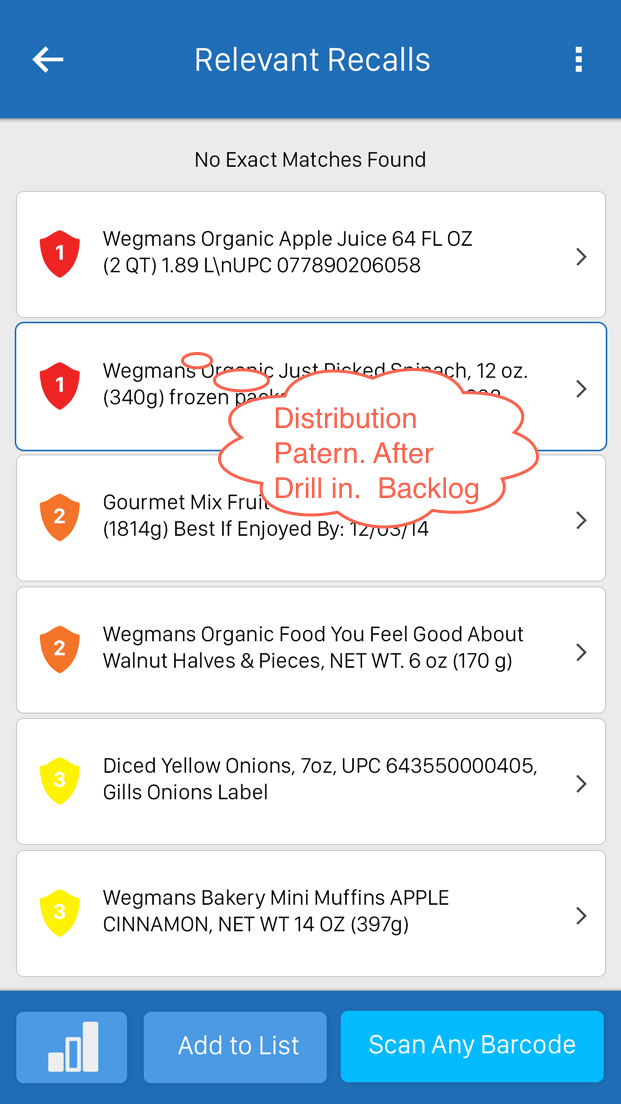 Relevant Recalls
No Exact Matches Found
1
Wegmans Organic Apple Juice 64 FL OZ
(2 QT) 1.89 L\nUPC 077890206058
1
Wegmans Organic Just Picked Spinach, 12 oz.
(340g) frozen
Distribution
Patern. After
Drill in. Backlog
2
Gourmet Mix
(1814g) Best If Enjoyed By: 12/03/14
2
Wegmans Organic Food You Feel Good About
Walnut Halves & Pieces, NET WT. 6 oz (170 g)
3
Diced Yellow Onions, 7oz, UPC 643550000405,
Gills Onions Label
3
Wegmans Bakery Mini Muffins APPLE
CINNAMON, NET WT 14 OZ (397g)
Add to List
Scan Any Barcode